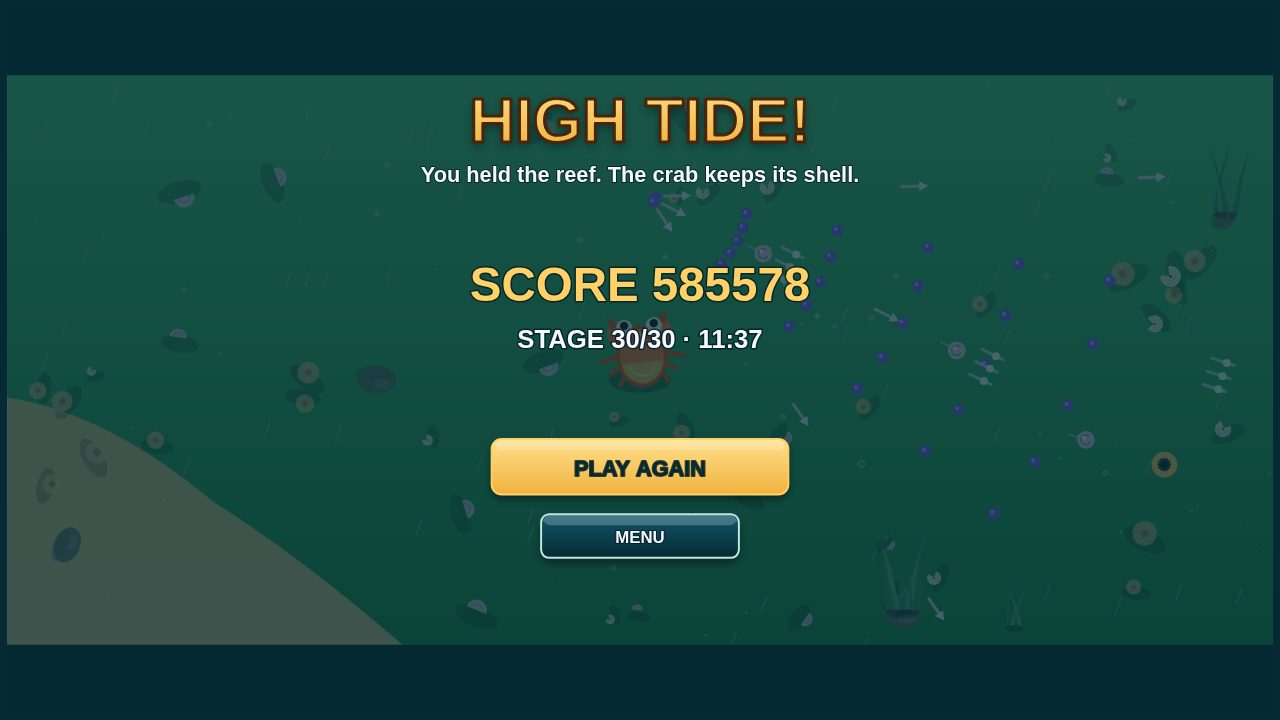 HIGH TIDE!
You held the reef. The crab keeps its shell.
SCORE 585578
STAGE 30/30 · 11:37
PLAY AGAIN
MENU